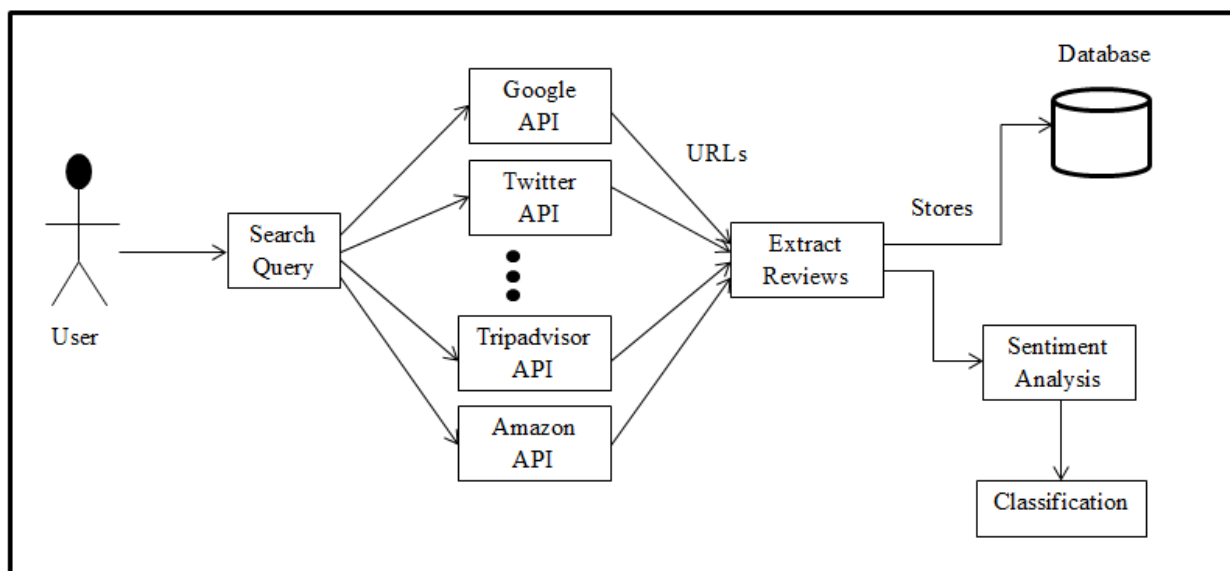 User
Search
Query
Google
API
Twitter
API
Tripadvisor
API
Amazon
API
URLs
Extract
Reviews
Stores
Database
Sentiment
Analysis
Classification